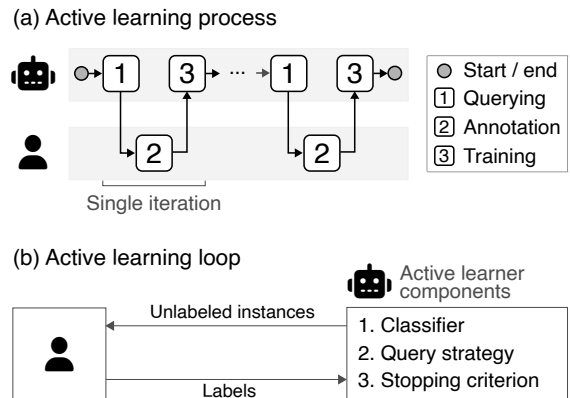 (a) Active learning process
1 3 ... 1 3
2 2
Single iteration
Start / end
1 Querying
2 Annotation
3 Training
(b) Active learning loop
Active learner
components
Unlabeled instances
Labels
1. Classifier
2. Query strategy
3. Stopping criterion